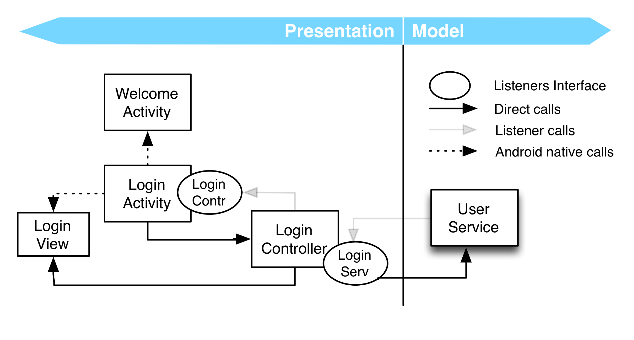 Presentation
Model
Listeners Interface
Direct calls
Listener calls
Android native calls
Welcome
Activity
Login
Activity
Login
Contr
Login
View
Login
Controller
Login
Serv
User
Service